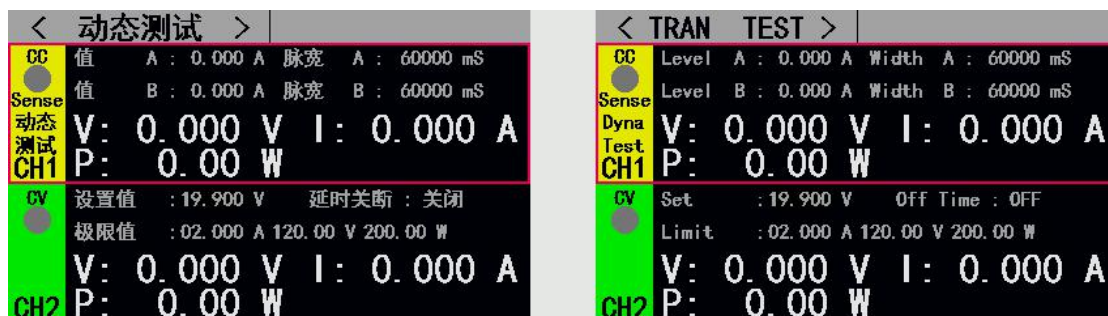 < 动态测试 >
CC 值 A : 0.000 A 脉宽 A : 60000 mS
Sense 值 B : 0.000 A 脉宽 B : 60000 mS
动态测试 V: 0.000 V I: 0.000 A
CH1 P: 0.00 W
CV 设置值 :19.900 V 延时关断 : 关闭
极限值 :02.000 A 120.00 V 200.00 W
V: 0.000 V I: 0.000 A
CH2 P: 0.00 W
< TRAN TEST >
CC Level A : 0.000 A Width A : 60000 mS
Sense Level B : 0.000 A Width B : 60000 mS
Dyna Test V: 0.000 V I: 0.000 A
CH1 P: 0.00 W
CV Set :19.900 V Off Time : OFF
Limit :02.000 A 120.00 V 200.00 W
V: 0.000 V I: 0.000 A
CH2 P: 0.00 W